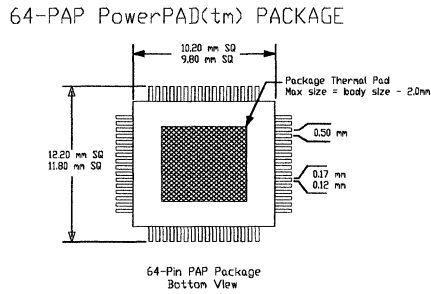 64-PAP PowerPAD(tm) PACKAGE
10.20 mm SQ
9.80 mm SQ
Package Thermal Pad
Max size = body size - 2.0mm
0.50 mm
12.20 mm SQ
11.80 mm SQ
0.17 mm
0.12 mm
64-Pin PAP Package
Bottom View